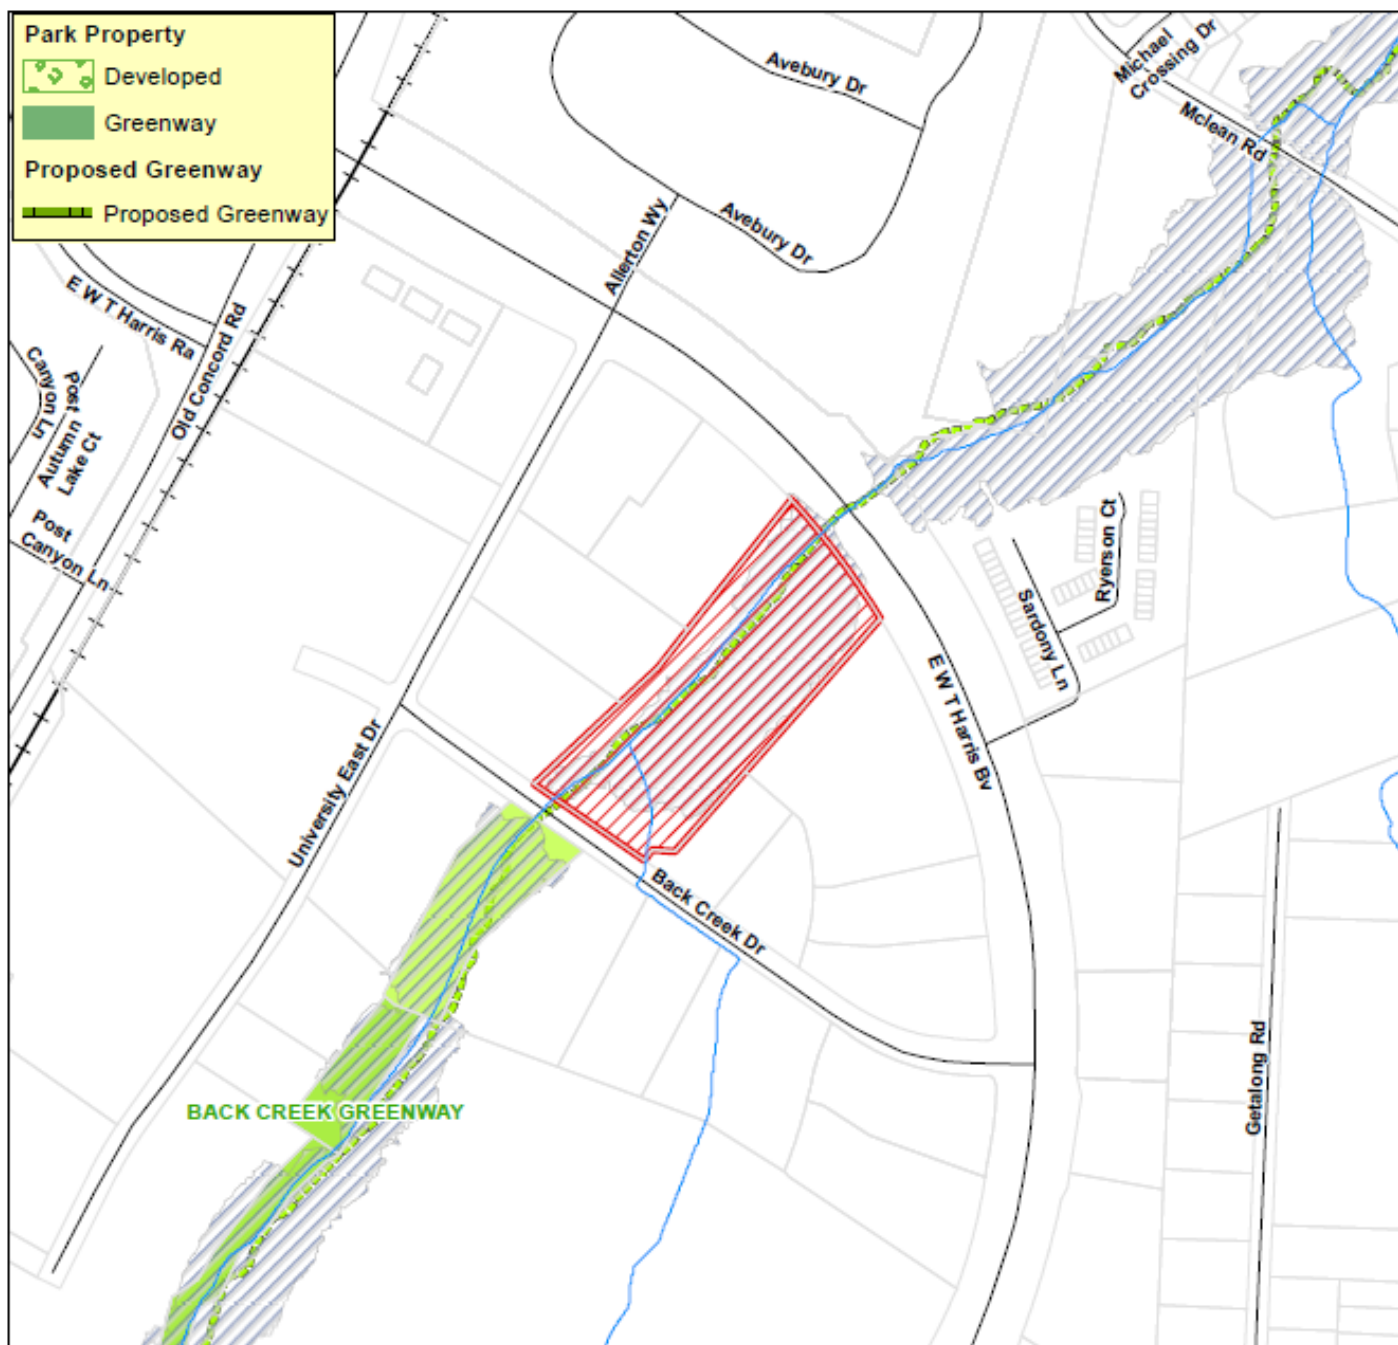 Park Property
Developed
Greenway
Proposed Greenway
Proposed Greenway
Avebury Dr
Michael
Crossing Dr
Mclean Rd
Avebury Dr
Allerton Wy
E W T Harris Ra
Old Concord Rd
Canyon Ln
Post
Autumn
Lake Ct
Post
Canyon Ln
Ryerson Ct
Sardony Ln
E W T Harris Bv
University East Dr
Back Creek Dr
Getalong Rd
BACK CREEK GREENWAY